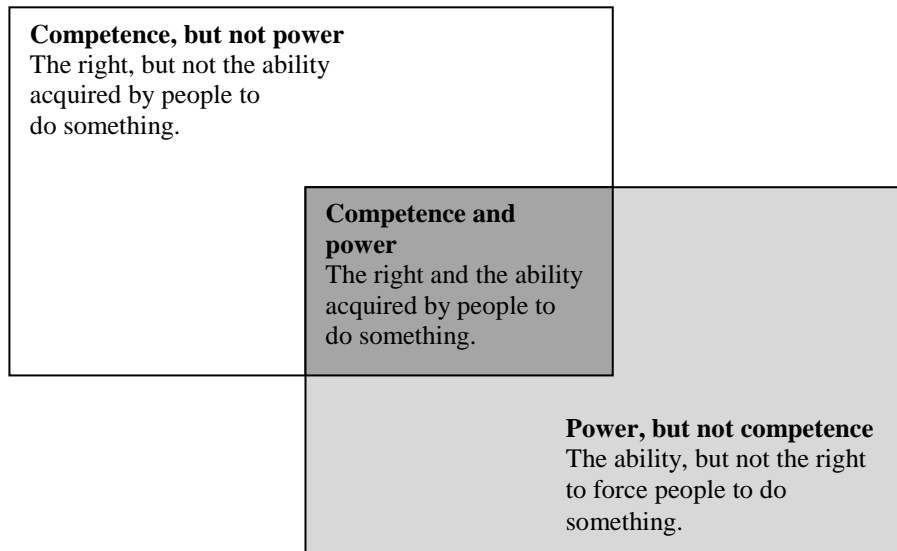 Competence, but not power
The right, but not the ability
acquired by people to
do something.
Competence and
power
The right and the ability
acquired by people to
do something.
Power, but not competence
The ability, but not the right
to force people to do
something.